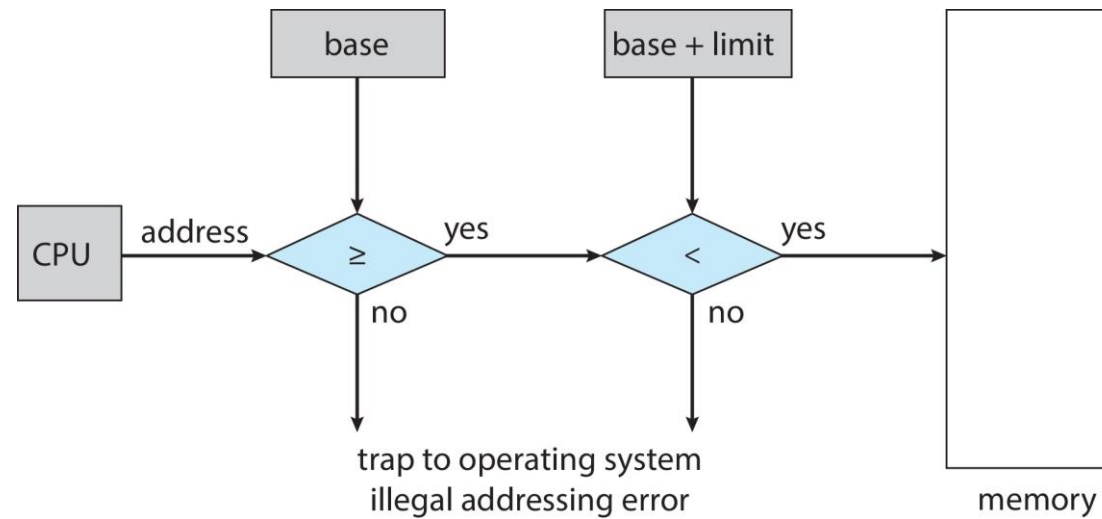 base
base + limit
CPU
address
≥
yes
<
yes
no
no
trap to operating system
illegal addressing error
memory